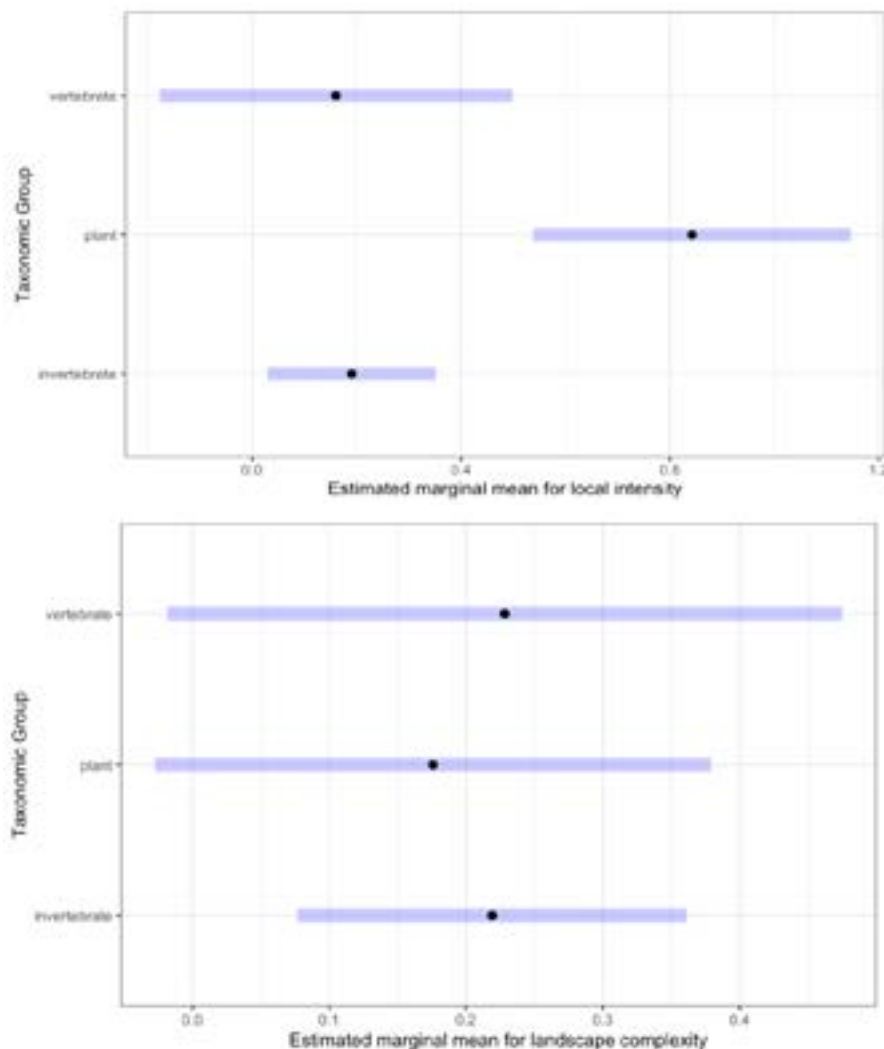 vertebrate
plant
invertebrate
Taxonomic Group
0.0 0.4 0.8 1.2
Estimated marginal mean for local intensity
vertebrate
plant
invertebrate
Taxonomic Group
0.0 0.1 0.2 0.3 0.4
Estimated marginal mean for landscape complexity